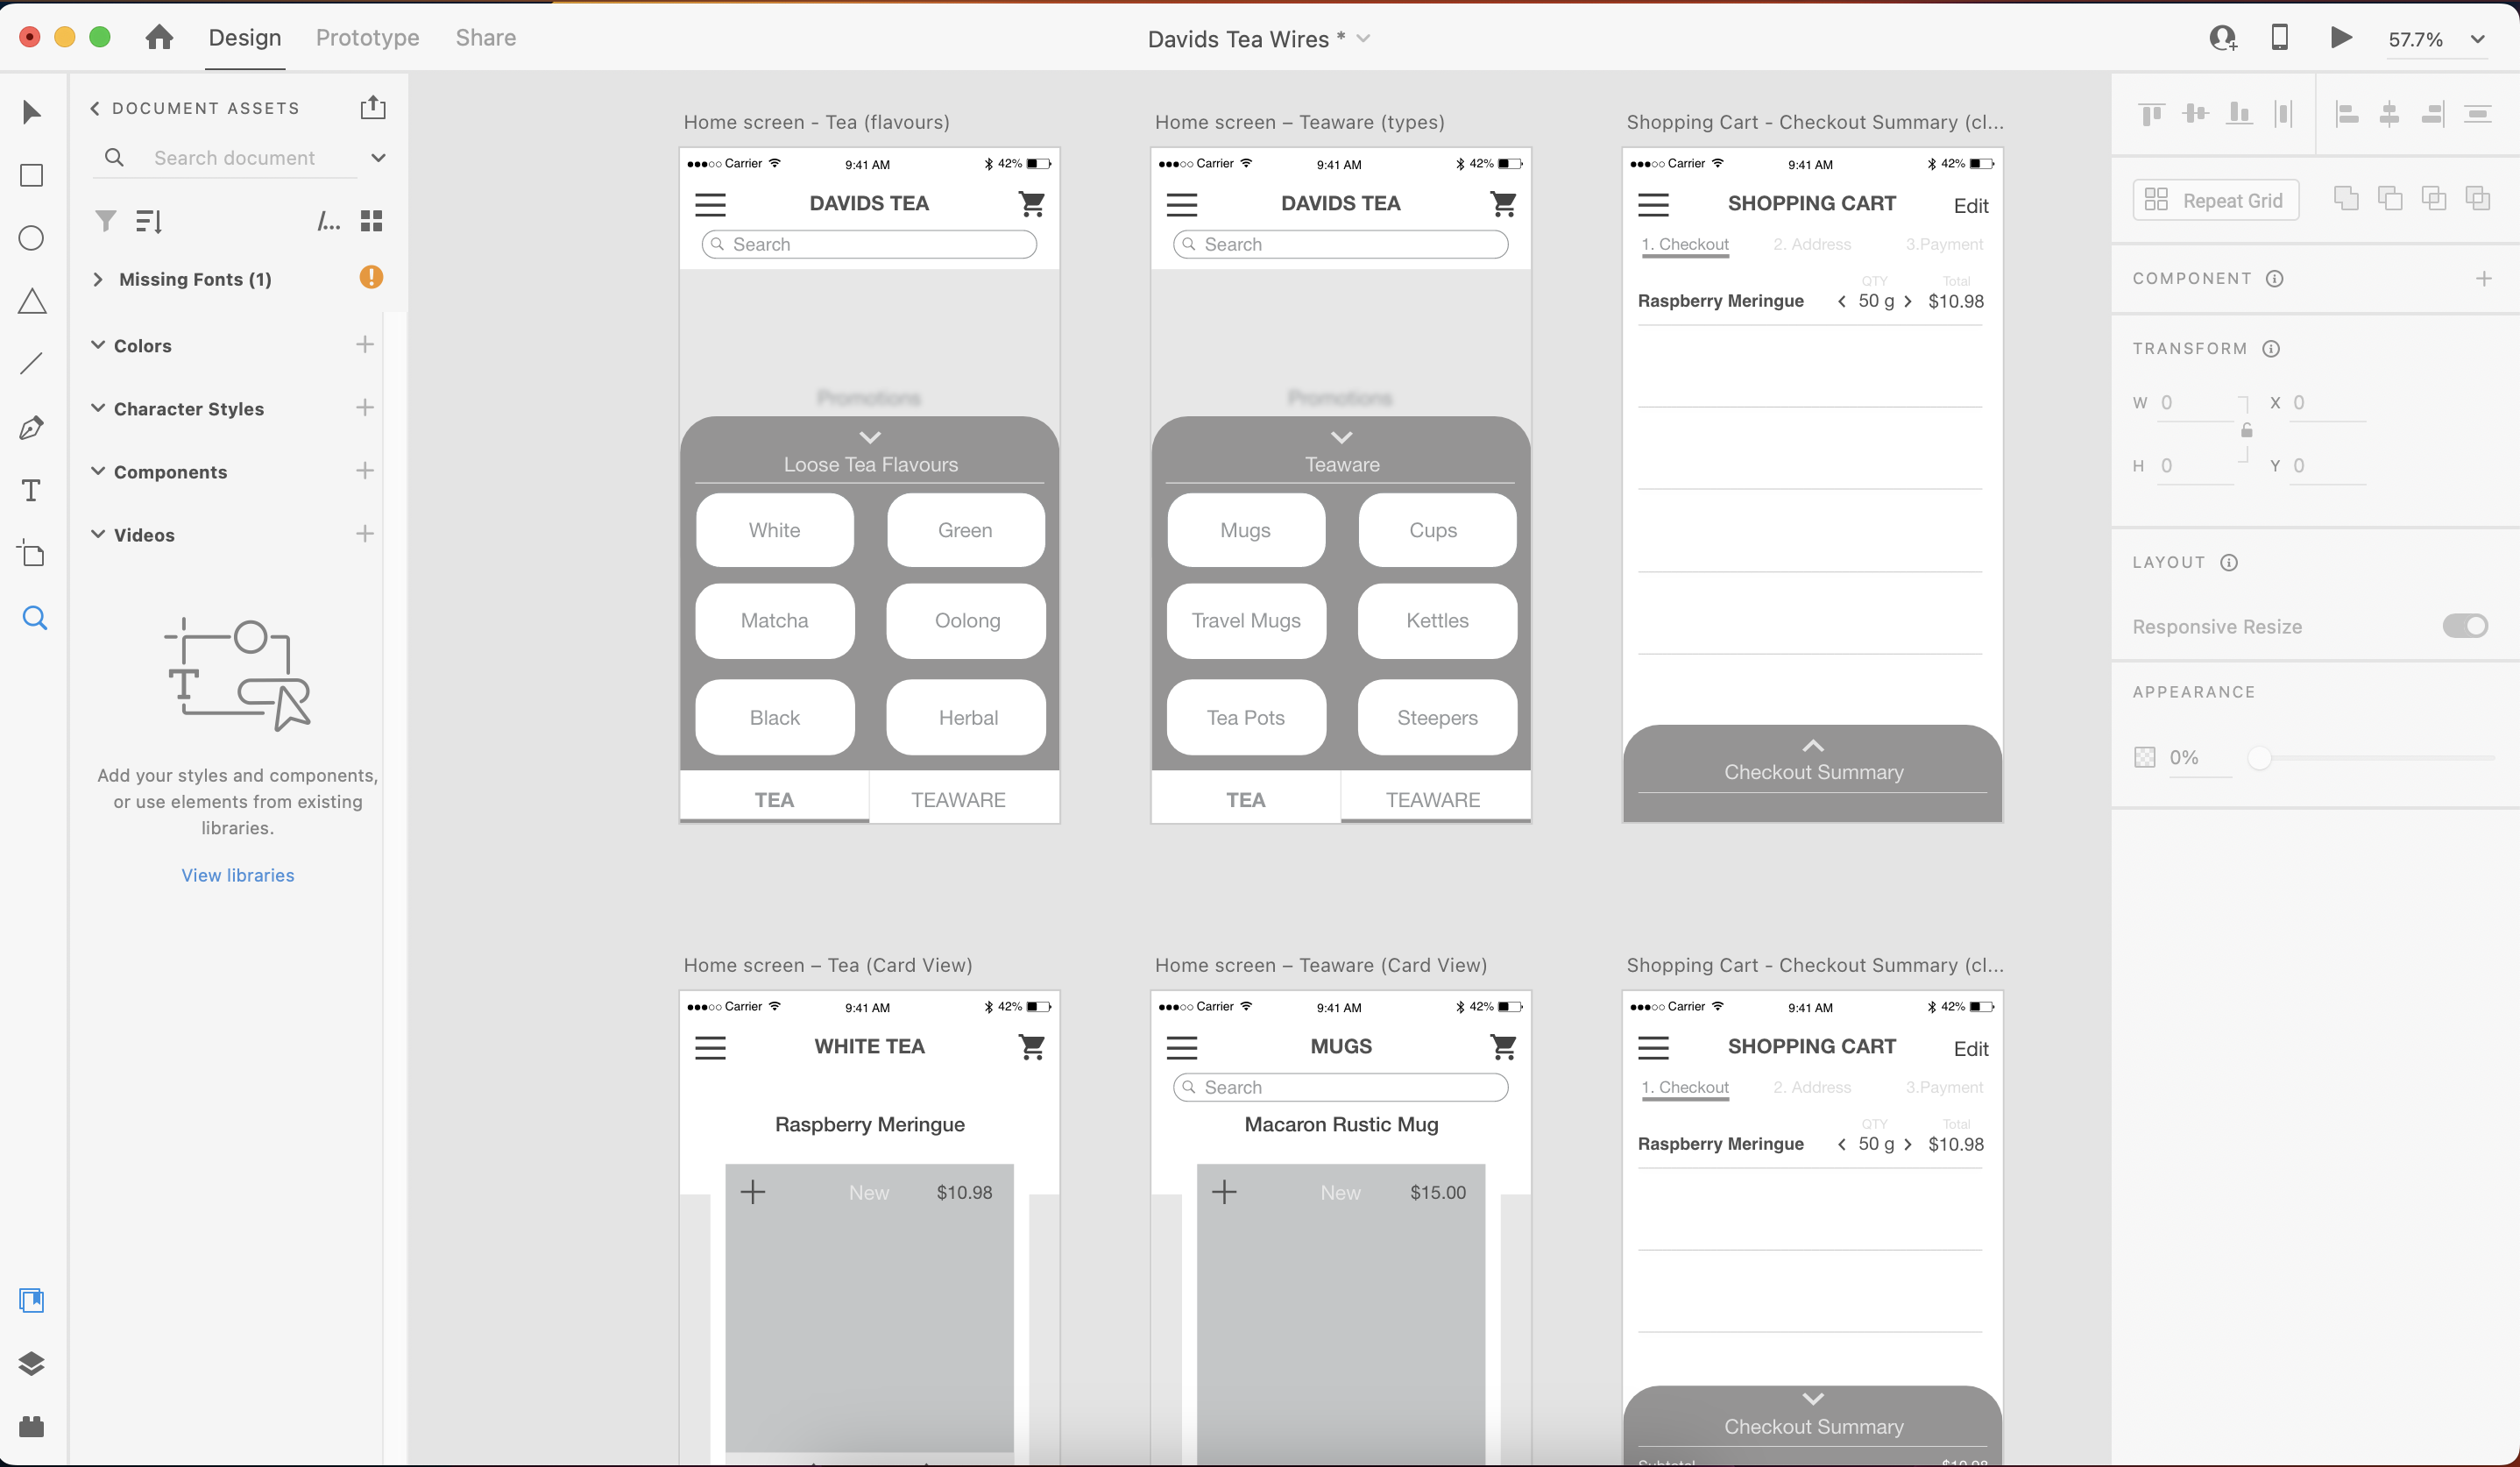 Design Prototype Share
Davids Tea Wires *
57.7%
DOCUMENT ASSETS
Search document
/...
Missing Fonts (1)
Colors
Character Styles
Components
Videos
Add your styles and components,
or use elements from existing
libraries.
View libraries
Home screen - Tea (flavours)
Carrier 9:41 AM 42%
DAVIDS TEA
Search
Promotions
Loose Tea Flavours
White Green
Matcha Oolong
Black Herbal
TEA TEAWARE
Home screen – Teaware (types)
Carrier 9:41 AM 42%
DAVIDS TEA
Search
Promotions
Teaware
Mugs Cups
Travel Mugs Kettles
Tea Pots Steepers
TEA TEAWARE
Shopping Cart - Checkout Summary (cl...
Carrier 9:41 AM 42%
SHOPPING CART Edit
1. Checkout 2. Address 3.Payment
QTY Total
Raspberry Meringue 50 g $10.98
Checkout Summary
Home screen – Tea (Card View)
Carrier 9:41 AM 42%
WHITE TEA
Raspberry Meringue
New $10.98
Home screen – Teaware (Card View)
Carrier 9:41 AM 42%
MUGS
Search
Macaron Rustic Mug
New $15.00
Shopping Cart - Checkout Summary (cl...
Carrier 9:41 AM 42%
SHOPPING CART Edit
1. Checkout 2. Address 3.Payment
QTY Total
Raspberry Meringue 50 g $10.98
Checkout Summary
Subtotal $10.98
Repeat Grid
COMPONENT
TRANSFORM
W 0 X 0
H 0 Y 0
LAYOUT
Responsive Resize
APPEARANCE
0%